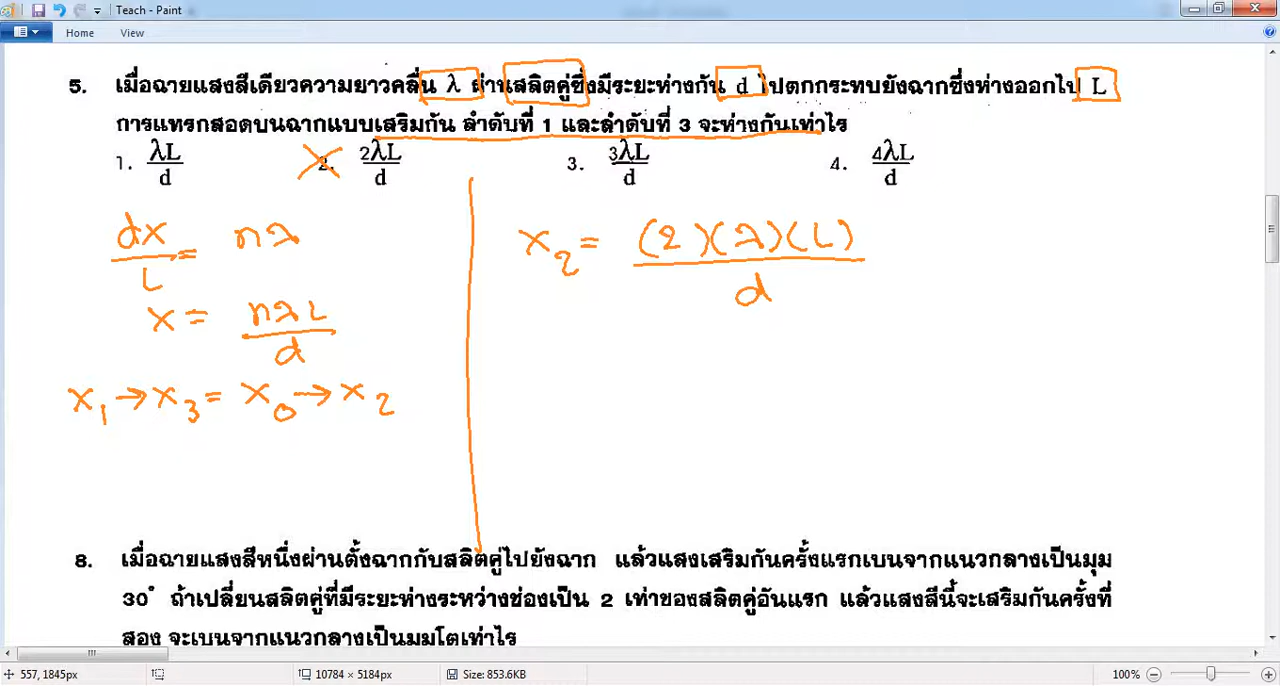 Teach - Paint
Home View
5. เมื่อฉายแสงสีเดียวความยาวคลื่น λ ผ่านสลิตคู่ซึ่งมีระยะห่างกัน d ไปตกกระทบยังฉากซึ่งห่างออกไป L
การแทรกสอดบนฉากแบบเสริมกัน ลำดับที่ 1 และลำดับที่ 3 จะห่างกันเท่าไร
1. λL/d 2. 2λL/d 3. 3λL/d 4. 4λL/d
dx/L = nλ
x = nλL/d
x₁ → x₃ = x₀ → x₂
x₂ = (2)(λ)(L)/d
8. เมื่อฉายแสงสีหนึ่งผ่านตั้งฉากกับสลิตคู่ไปยังฉาก แล้วแสงเสริมกันครั้งแรกเบนจากแนวกลางเป็นมุม
30° ถ้าเปลี่ยนสลิตคู่ที่มีระยะห่างระหว่างช่องเป็น 2 เท่าของสลิตคู่อันแรก แล้วแสงสีนี้จะเสริมกันครั้งที่
สอง จะเบนจากแนวกลางเป็นมุมโตเท่าไร
557, 1845px 10784 × 5184px Size: 853.6KB 100%